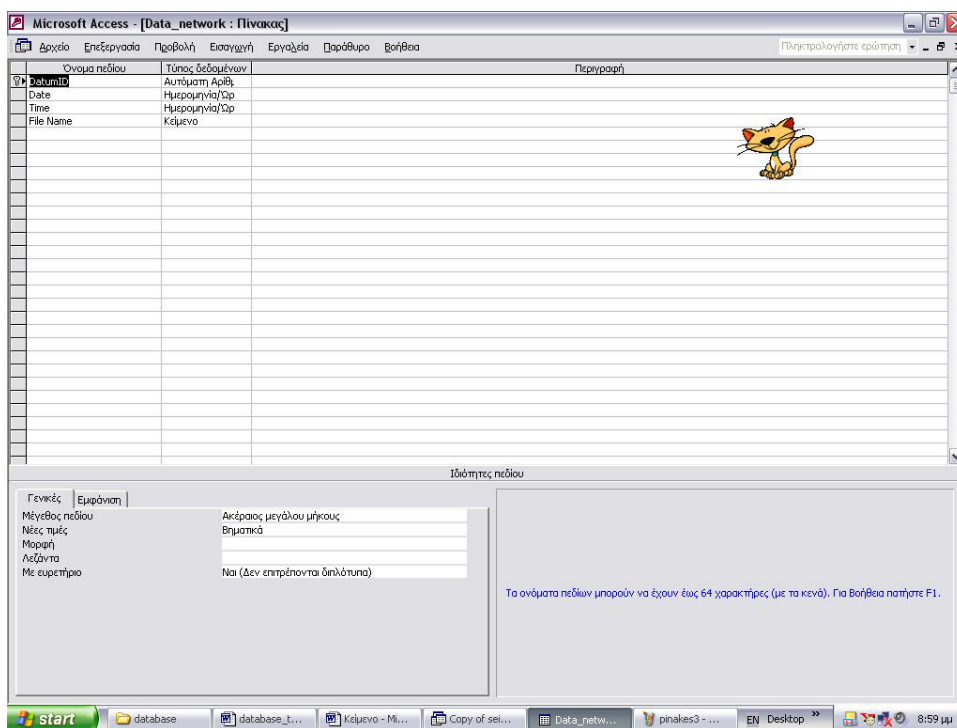 Microsoft Access - [Data_network : Πίνακας]
Αρχείο Επεξεργασία Προβολή Εισαγωγή Εργαλεία Παράθυρο Βοήθεια Πληκτρολογήστε ερώτηση
Όνομα πεδίου Τύπος δεδομένων Περιγραφή
DatumID Αυτόματη Αρίθμ
Date Ημερομηνία/Ώρ
Time Ημερομηνία/Ώρ
File Name Κείμενο
Ιδιότητες πεδίου
Γενικές Εμφάνιση
Μέγεθος πεδίου Ακέραιος μεγάλου μήκους
Νέες τιμές Βηματικά
Μορφή
Λεζάντα
Με ευρετήριο Ναι (Δεν επιτρέπονται διπλότυπα)
Τα ονόματα πεδίων μπορούν να έχουν έως 64 χαρακτήρες (με τα κενά). Για Βοήθεια πατήστε F1.
start database database_t... Κείμενο - Mi... Copy of sei... Data_netw... pinakes3 - ... EN Desktop » 8:59 μμ